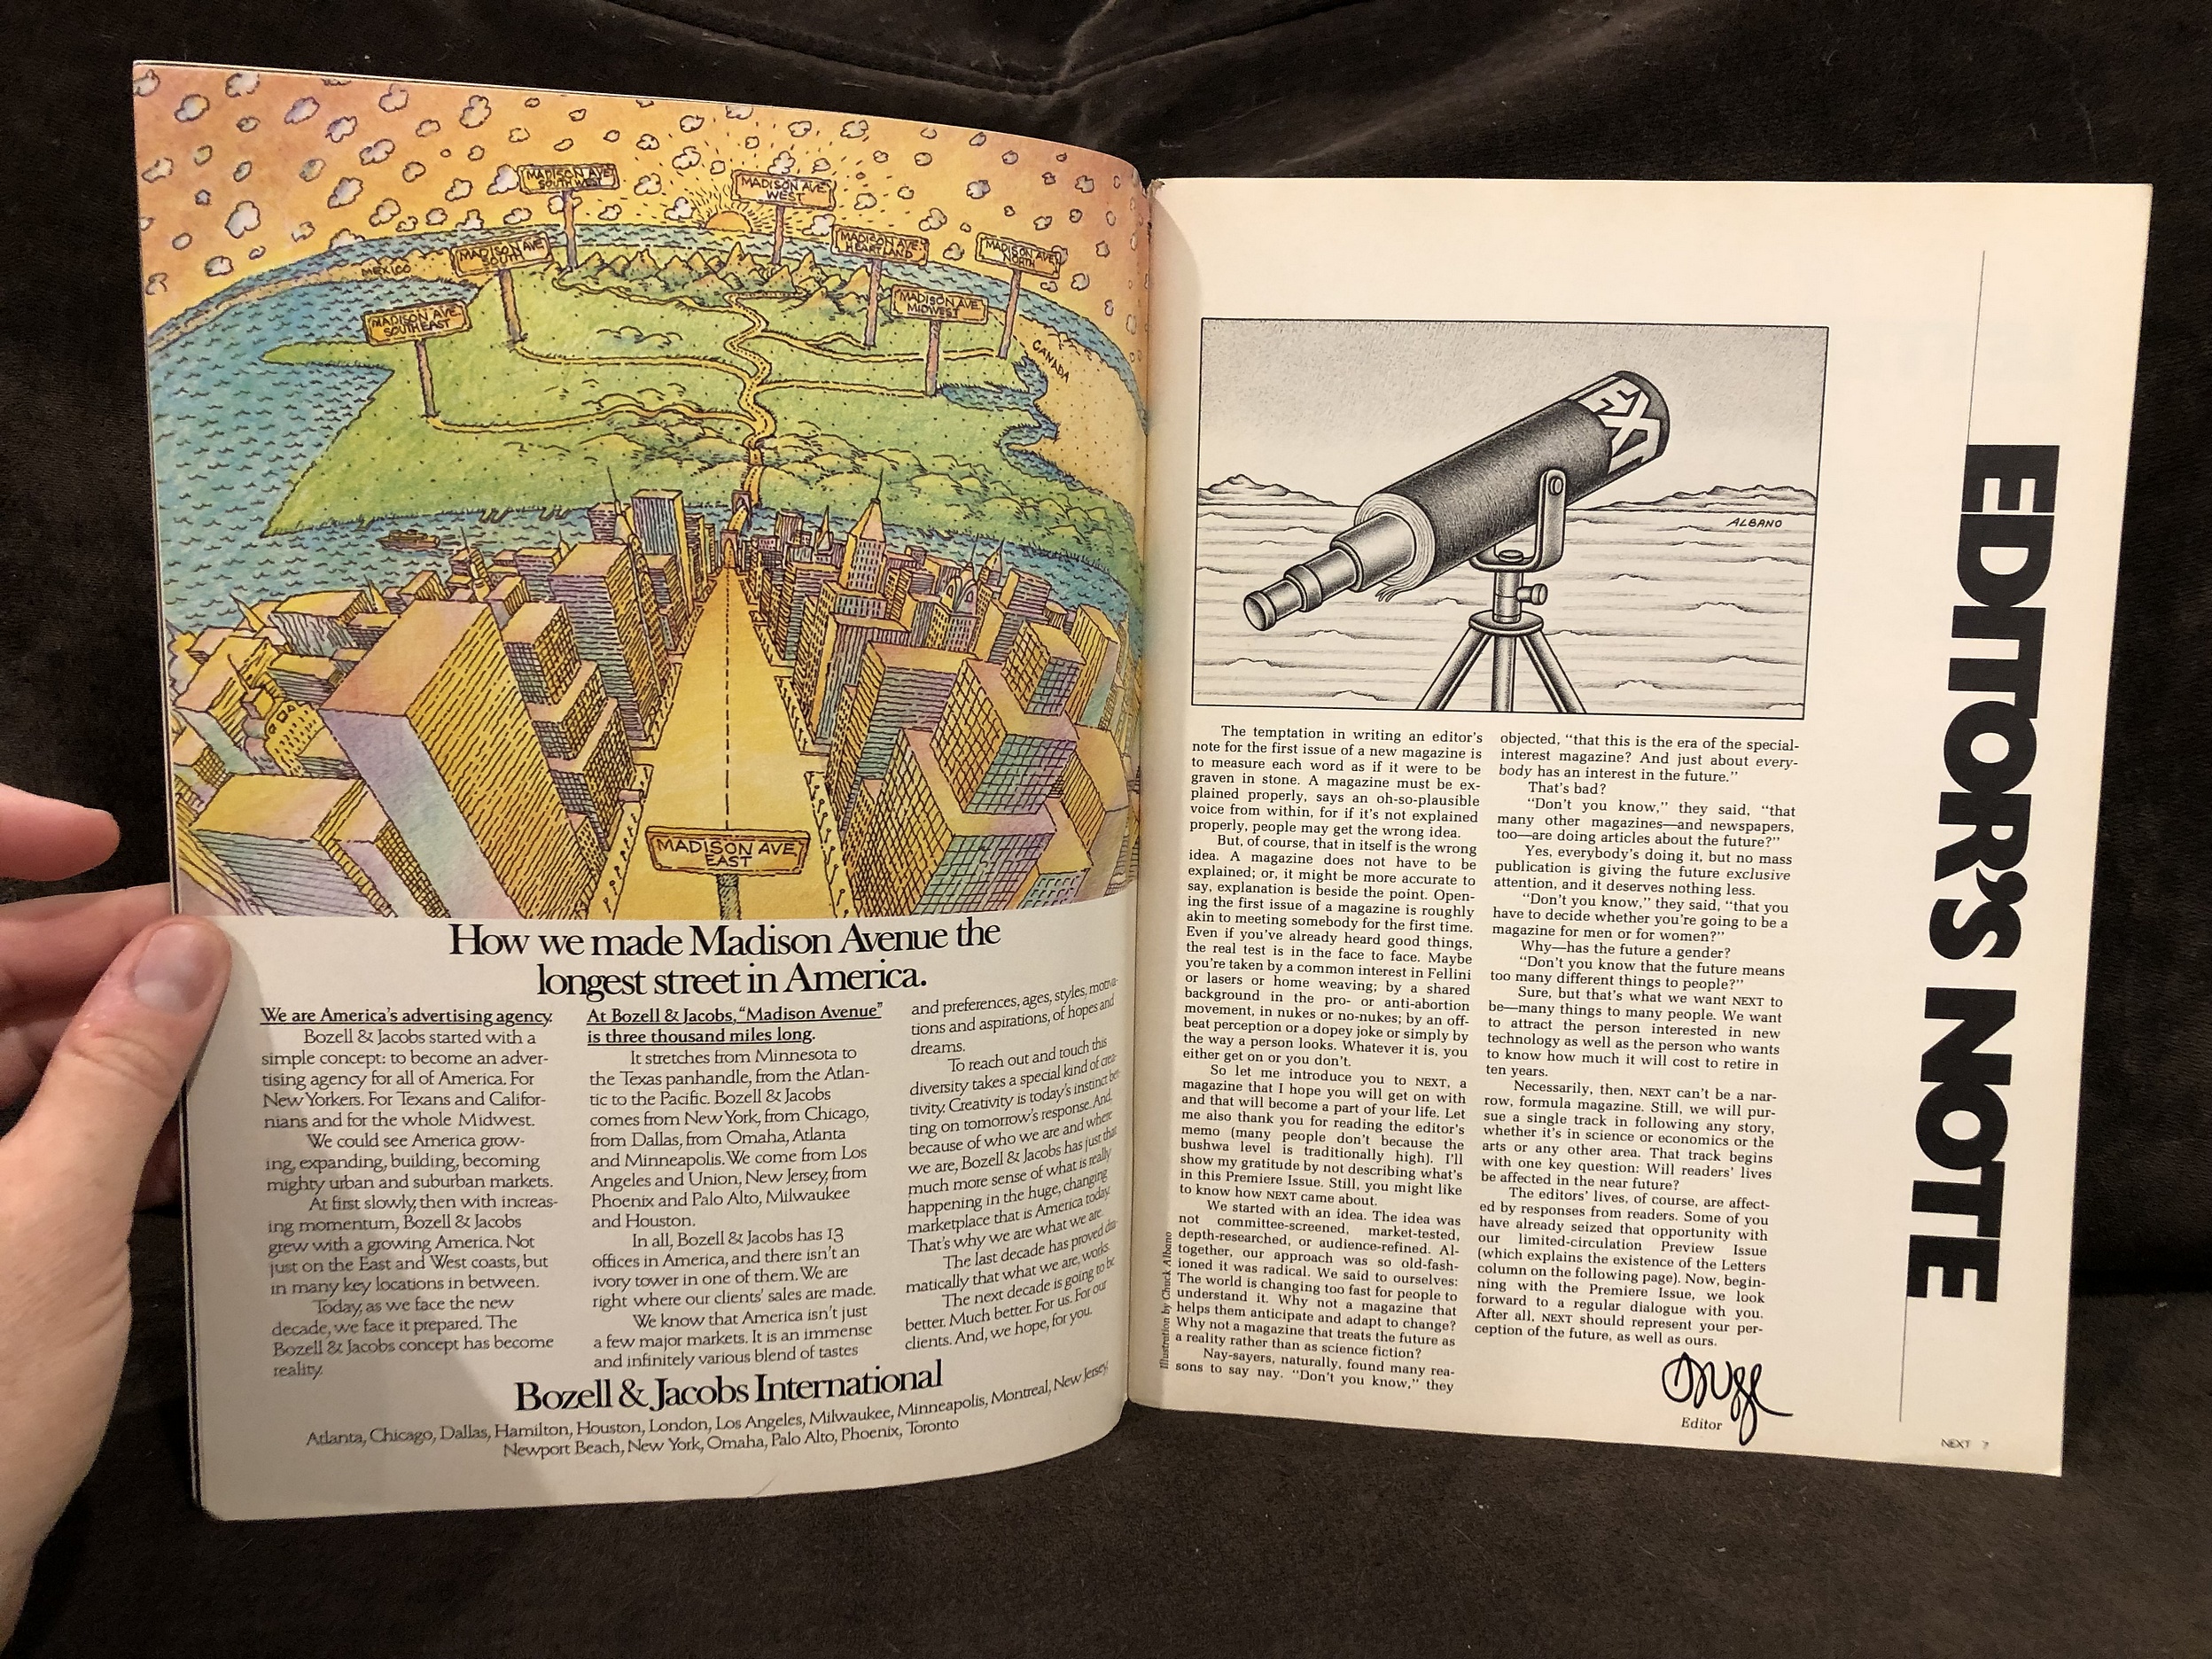 MADISON AVE.
SOUTHWEST
MADISON AVE.
WEST
MADISON AVE.
SOUTH
MADISON AVE.
HEARTLAND
MADISON AVE.
NORTH
MEXICO
MADISON AVE.
SOUTHEAST
MADISON AVE.
MIDWEST
CANADA
MADISON AVE,
EAST
How we made Madison Avenue the
longest street in America.
We are America's advertising agency.
Bozell & Jacobs started with a
simple concept: to become an adver-
tising agency for all of America. For
New Yorkers. For Texans and Califor-
nians and for the whole Midwest.
We could see America grow-
ing, expanding, building, becoming
mighty urban and suburban markets.
At first slowly, then with increas-
ing momentum, Bozell & Jacobs
grew with a growing America. Not
just on the East and West coasts, but
in many key locations in between.
Today, as we face the new
decade, we face it prepared. The
Bozell & Jacobs concept has become
reality.
At Bozell & Jacobs, "Madison Avenue"
is three thousand miles long.
It stretches from Minnesota to
the Texas panhandle, from the Atlan-
tic to the Pacific. Bozell & Jacobs
comes from New York, from Chicago,
from Dallas, from Omaha, Atlanta
and Minneapolis. We come from Los
Angeles and Union, New Jersey, from
Phoenix and Palo Alto, Milwaukee
and Houston.
In all, Bozell & Jacobs has 13
offices in America, and there isn't an
ivory tower in one of them. We are
right where our clients' sales are made.
We know that America isn't just
a few major markets. It is an immense
and infinitely various blend of tastes
and preferences, ages, styles, motiva-
tions and aspirations, of hopes and
dreams.
To reach out and touch this
diversity takes a special kind of crea-
tivity. Creativity is today's instinct bet-
ting on tomorrow's response. And,
because of who we are and where
we are, Bozell & Jacobs has just that
much more sense of what is really
happening in the huge, changing
marketplace that is America today.
That's why we are what we are.
The last decade has proved dra-
matically that what we are, works.
The next decade is going to be
better. Much better. For us. For our
clients. And, we hope, for you.
Bozell & Jacobs International
Atlanta, Chicago, Dallas, Hamilton, Houston, London, Los Angeles, Milwaukee, Minneapolis, Montreal, New Jersey,
Newport Beach, New York, Omaha, Palo Alto, Phoenix, Toronto
EXT
ALBANO
EDITOR'S NOTE
The temptation in writing an editor's
note for the first issue of a new magazine is
to measure each word as if it were to be
graven in stone. A magazine must be ex-
plained properly, says an oh-so-plausible
voice from within, for if it's not explained
properly, people may get the wrong idea.
But, of course, that in itself is the wrong
idea. A magazine does not have to be
explained; or, it might be more accurate to
say, explanation is beside the point. Open-
ing the first issue of a magazine is roughly
akin to meeting somebody for the first time.
Even if you've already heard good things,
the real test is in the face to face. Maybe
you're taken by a common interest in Fellini
or lasers or home weaving; by a shared
background in the pro- or anti-abortion
movement, in nukes or no-nukes; by an off-
beat perception or a dopey joke or simply by
the way a person looks. Whatever it is, you
either get on or you don't.
So let me introduce you to NEXT, a
magazine that I hope you will get on with
and that will become a part of your life. Let
me also thank you for reading the editor's
memo (many people don't because the
bushwa level is traditionally high). I'll
show my gratitude by not describing what's
in this Premiere Issue. Still, you might like
to know how NEXT came about.
We started with an idea. The idea was
not committee-screened, market-tested,
depth-researched, or audience-refined. Al-
together, our approach was so old-fash-
ioned it was radical. We said to ourselves:
The world is changing too fast for people to
understand it. Why not a magazine that
helps them anticipate and adapt to change?
Why not a magazine that treats the future as
a reality rather than as science fiction?
Nay-sayers, naturally, found many rea-
sons to say nay. "Don't you know," they
objected, "that this is the era of the special-
interest magazine? And just about every-
body has an interest in the future."
That's bad?
"Don't you know," they said, "that
many other magazines—and newspapers,
too—are doing articles about the future?"
Yes, everybody's doing it, but no mass
publication is giving the future exclusive
attention, and it deserves nothing less.
"Don't you know," they said, "that you
have to decide whether you're going to be a
magazine for men or for women?"
Why—has the future a gender?
"Don't you know that the future means
too many different things to people?"
Sure, but that's what we want NEXT to
be—many things to many people. We want
to attract the person interested in new
technology as well as the person who wants
to know how much it will cost to retire in
ten years.
Necessarily, then, NEXT can't be a nar-
row, formula magazine. Still, we will pur-
sue a single track in following any story,
whether it's in science or economics or the
arts or any other area. That track begins
with one key question: Will readers' lives
be affected in the near future?
The editors' lives, of course, are affect-
ed by responses from readers. Some of you
have already seized that opportunity with
our limited-circulation Preview Issue
(which explains the existence of the Letters
column on the following page). Now, begin-
ning with the Premiere Issue, we look
forward to a regular dialogue with you.
After all, NEXT should represent your per-
ception of the future, as well as ours.
Editor
Illustration by Chuck Albano
NEXT 7